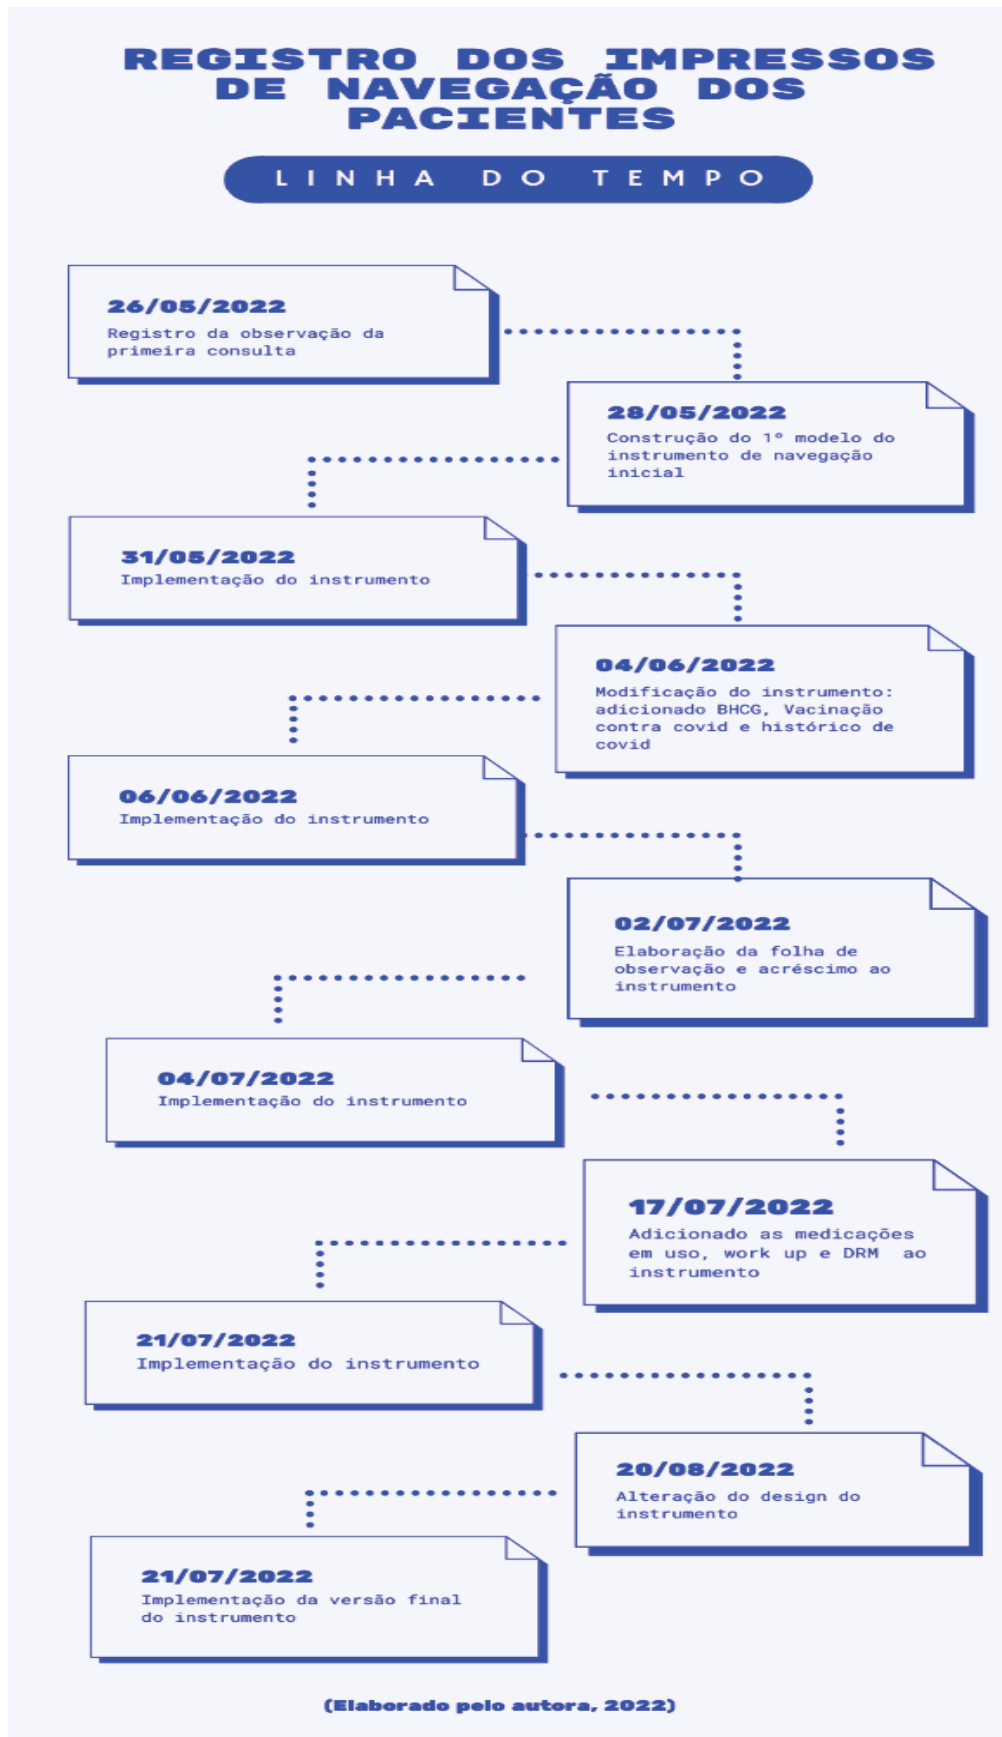 REGISTRO DOS IMPRESSOS
DE NAVEGAÇÃO DOS
PACIENTES
LINHA DO TEMPO
26/05/2022
Registro da observação da
primeira consulta
28/05/2022
Construção do 1º modelo do
instrumento de navegação
inicial
31/05/2022
Implementação do instrumento
04/06/2022
Modificação do instrumento:
adicionado BHCG, Vacinação
contra covid e histórico de
covid
06/06/2022
Implementação do instrumento
02/07/2022
Elaboração da folha de
observação e acréscimo ao
instrumento
04/07/2022
Implementação do instrumento
17/07/2022
Adicionado as medicações
em uso, work up e DRM ao
instrumento
21/07/2022
Implementação do instrumento
20/08/2022
Alteração do design do
instrumento
21/07/2022
Implementação da versão final
do instrumento
(Elaborado pelo autora, 2022)